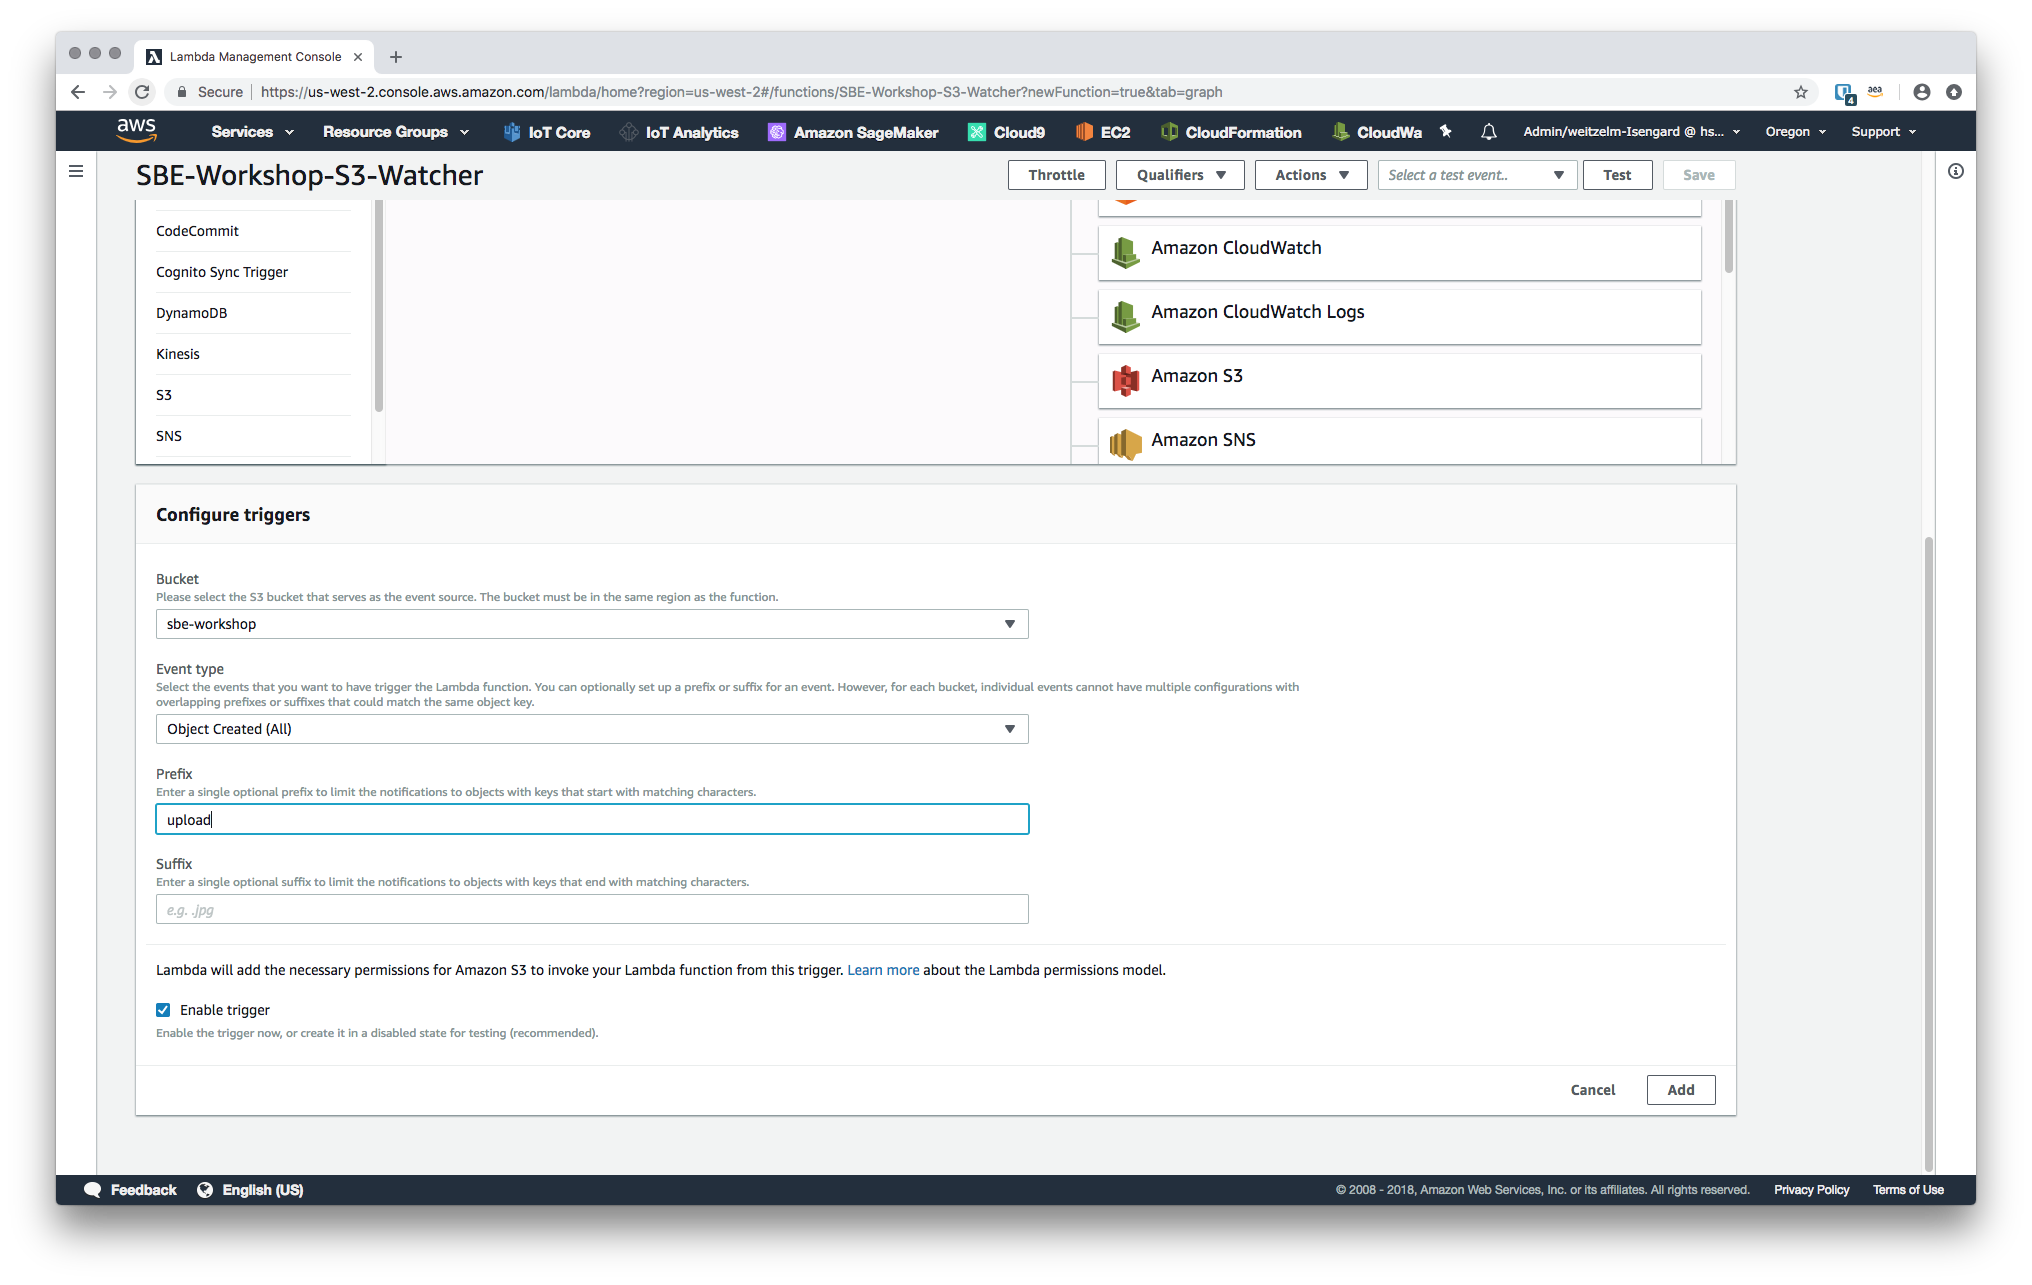 Lambda Management Console
Secure https://us-west-2.console.aws.amazon.com/lambda/home?region=us-west-2#/functions/SBE-Workshop-S3-Watcher?newFunction=true&tab=graph
4
aea
aws Services Resource Groups IoT Core IoT Analytics Amazon SageMaker Cloud9 EC2 CloudFormation CloudWa Admin/weitzelm-Isengard @ hs... Oregon Support
SBE-Workshop-S3-Watcher
Throttle Qualifiers Actions Select a test event.. Test Save
CodeCommit
Cognito Sync Trigger
DynamoDB
Kinesis
S3
SNS
Amazon CloudWatch
Amazon CloudWatch Logs
Amazon S3
Amazon SNS
Configure triggers
Bucket
Please select the S3 bucket that serves as the event source. The bucket must be in the same region as the function.
sbe-workshop
Event type
Select the events that you want to have trigger the Lambda function. You can optionally set up a prefix or suffix for an event. However, for each bucket, individual events cannot have multiple configurations with
overlapping prefixes or suffixes that could match the same object key.
Object Created (All)
Prefix
Enter a single optional prefix to limit the notifications to objects with keys that start with matching characters.
upload
Suffix
Enter a single optional suffix to limit the notifications to objects with keys that end with matching characters.
e.g. .jpg
Lambda will add the necessary permissions for Amazon S3 to invoke your Lambda function from this trigger. Learn more about the Lambda permissions model.
Enable trigger
Enable the trigger now, or create it in a disabled state for testing (recommended).
Cancel Add
Feedback English (US) © 2008 - 2018, Amazon Web Services, Inc. or its affiliates. All rights reserved. Privacy Policy Terms of Use